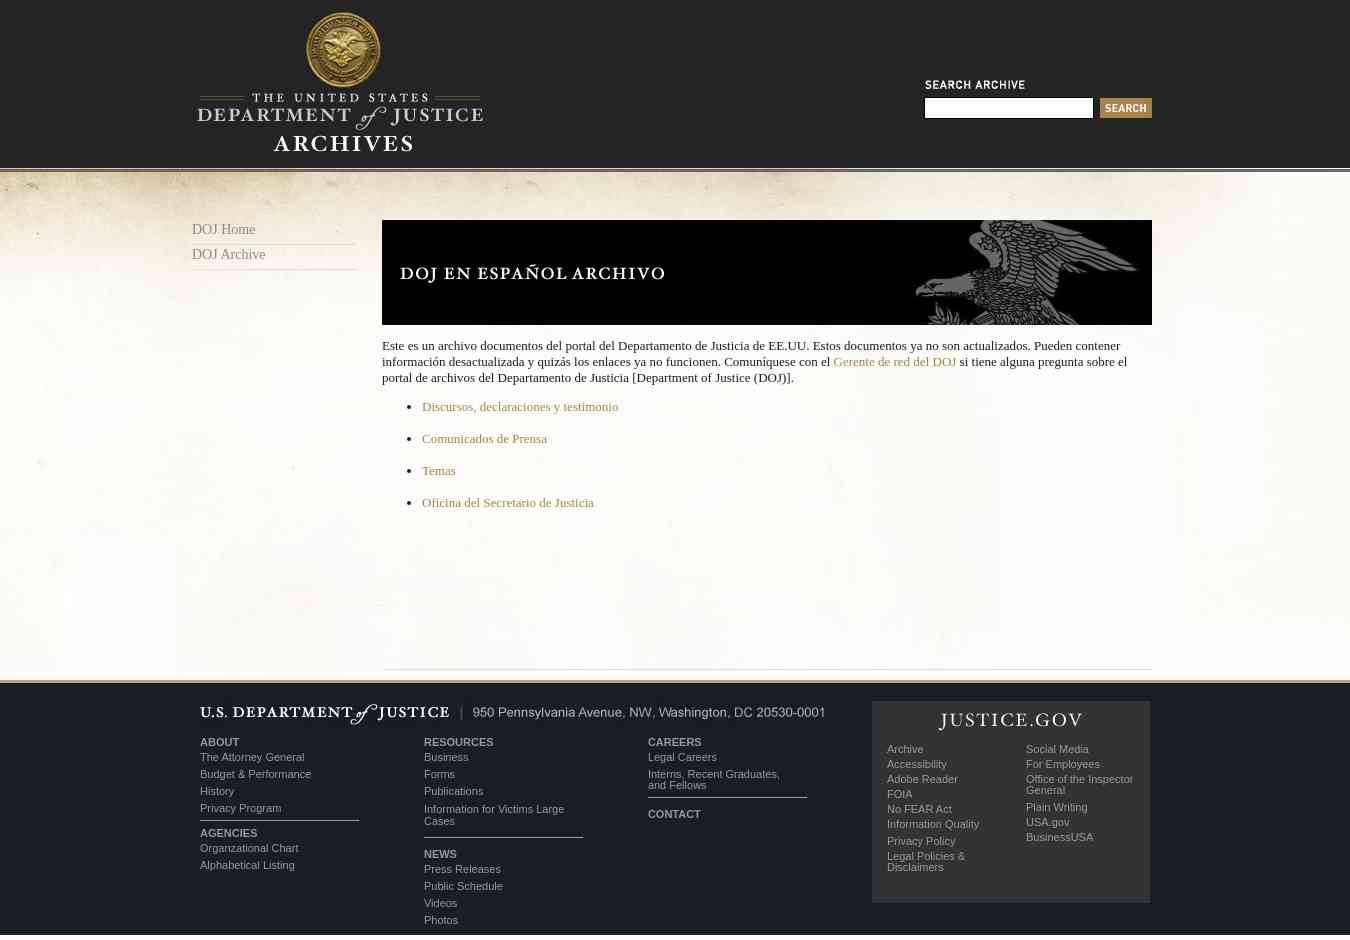 THE UNITED STATES
DEPARTMENT of JUSTICE
ARCHIVES
SEARCH ARCHIVE
SEARCH
DOJ Home
DOJ Archive
DOJ EN ESPAÑOL ARCHIVO
Este es un archivo documentos del portal del Departamento de Justicia de EE.UU. Estos documentos ya no son actualizados. Pueden contener
información desactualizada y quizás los enlaces ya no funcionen. Comuníquese con el Gerente de red del DOJ si tiene alguna pregunta sobre el
portal de archivos del Departamento de Justicia [Department of Justice (DOJ)].
Discursos, declaraciones y testimonio
Comunicados de Prensa
Temas
Oficina del Secretario de Justicia
U.S. DEPARTMENT of JUSTICE | 950 Pennsylvania Avenue, NW, Washington, DC 20530-0001
ABOUT
The Attorney General
Budget & Performance
History
Privacy Program
AGENCIES
Organzational Chart
Alphabetical Listing
RESOURCES
Business
Forms
Publications
Information for Victims Large
Cases
NEWS
Press Releases
Public Schedule
Videos
Photos
CAREERS
Legal Careers
Interns, Recent Graduates,
and Fellows
CONTACT
JUSTICE.GOV
Archive
Accessibility
Adobe Reader
FOIA
No FEAR Act
Information Quality
Privacy Policy
Legal Policies &
Disclaimers
Social Media
For Employees
Office of the Inspector
General
Plain Writing
USA.gov
BusinessUSA